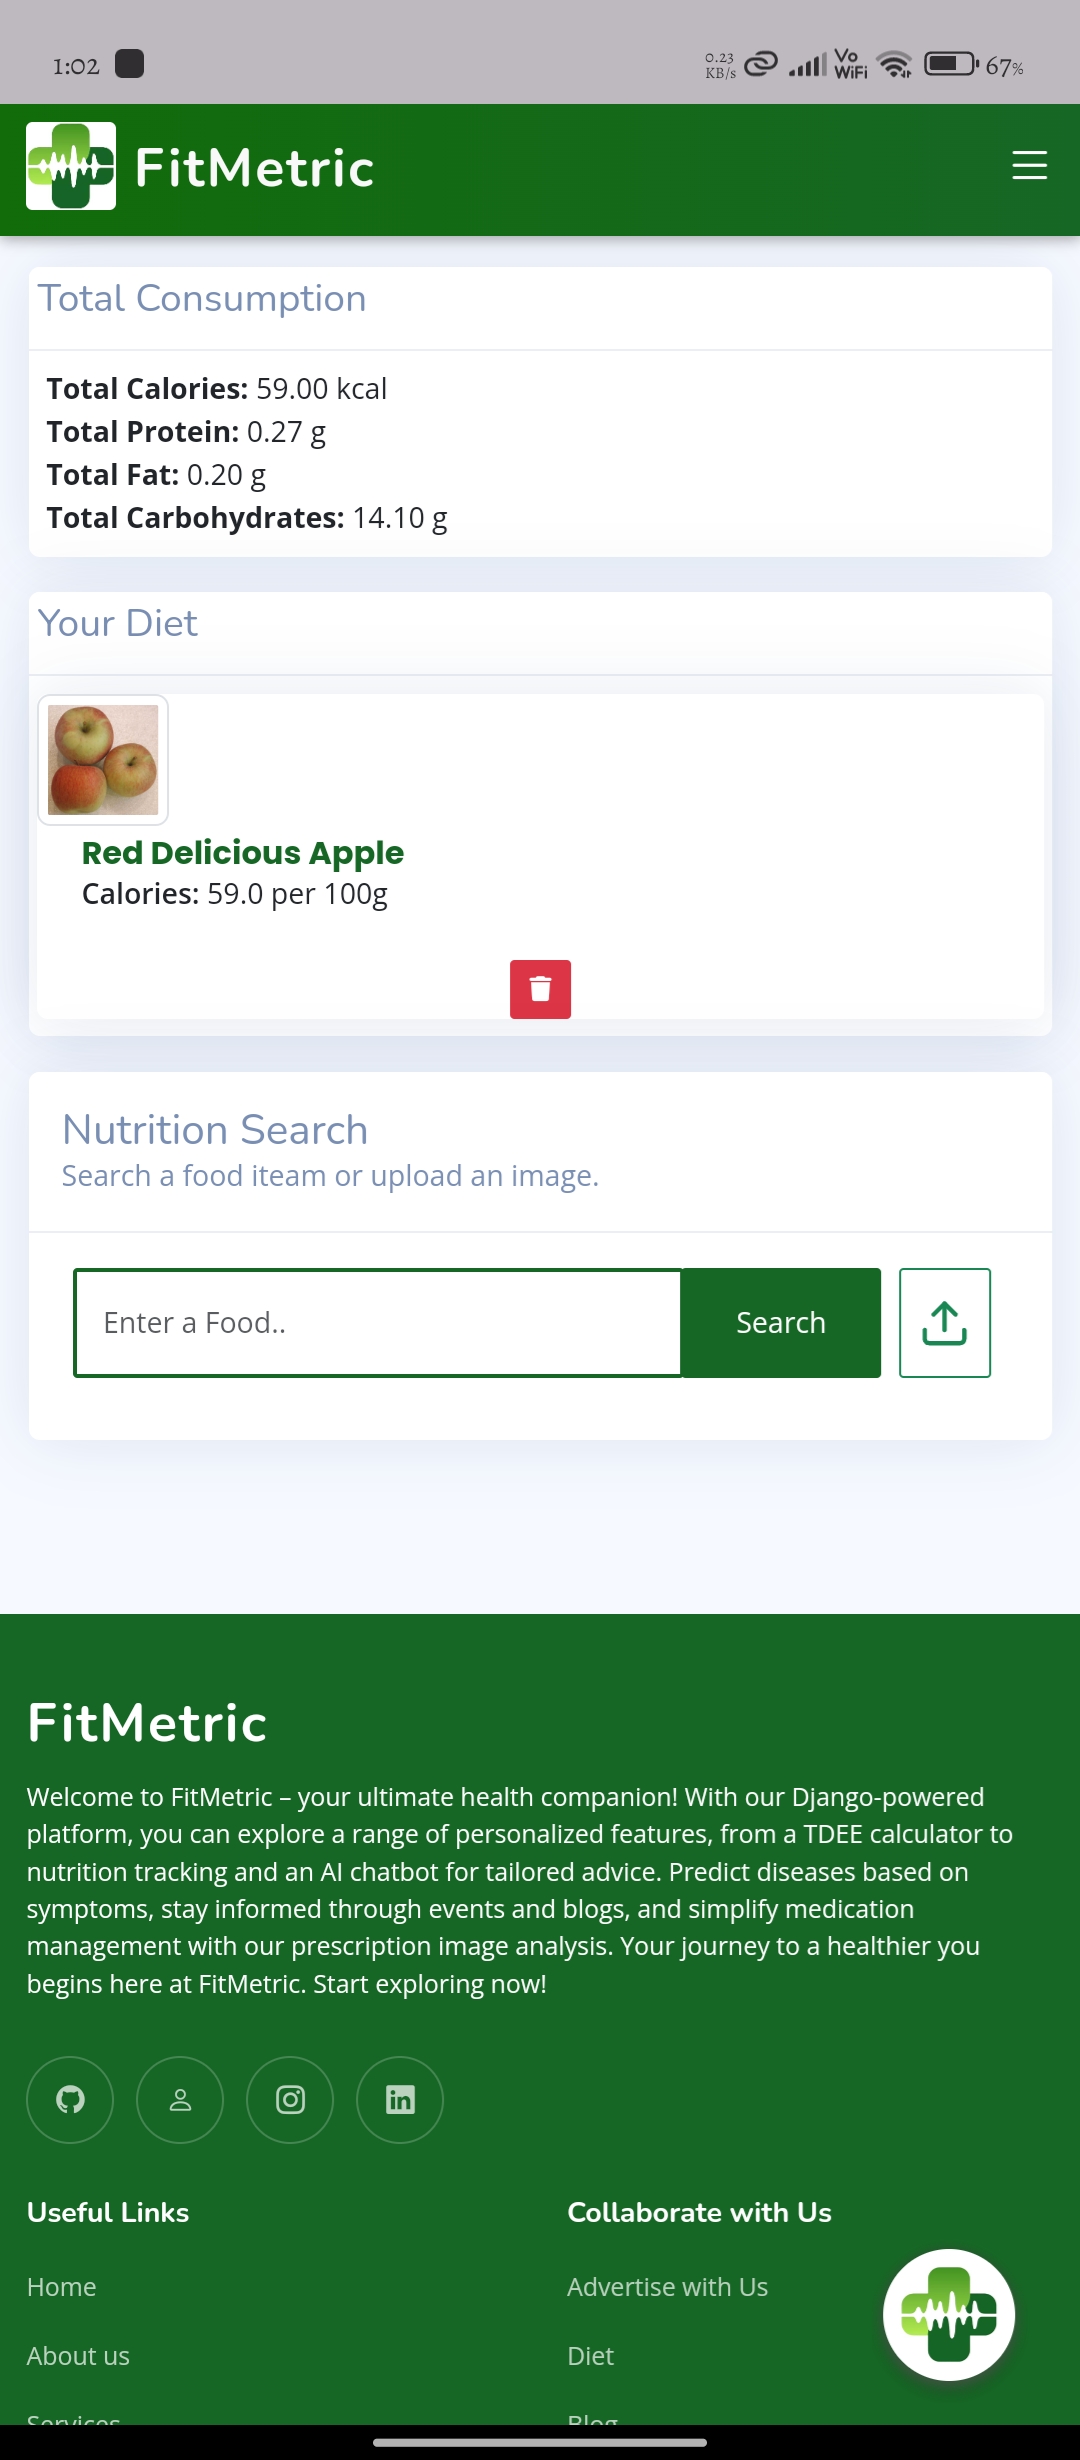 1:02
0.23
KB/s
Vo
WiFi
67%
FitMetric
Total Consumption
Total Calories: 59.00 kcal
Total Protein: 0.27 g
Total Fat: 0.20 g
Total Carbohydrates: 14.10 g
Your Diet
Red Delicious Apple
Calories: 59.0 per 100g
Nutrition Search
Search a food iteam or upload an image.
Enter a Food..
Search
FitMetric
Welcome to FitMetric – your ultimate health companion! With our Django-powered
platform, you can explore a range of personalized features, from a TDEE calculator to
nutrition tracking and an AI chatbot for tailored advice. Predict diseases based on
symptoms, stay informed through events and blogs, and simplify medication
management with our prescription image analysis. Your journey to a healthier you
begins here at FitMetric. Start exploring now!
in
Useful Links
Collaborate with Us
Home
Advertise with Us
About us
Diet
Services
Blog